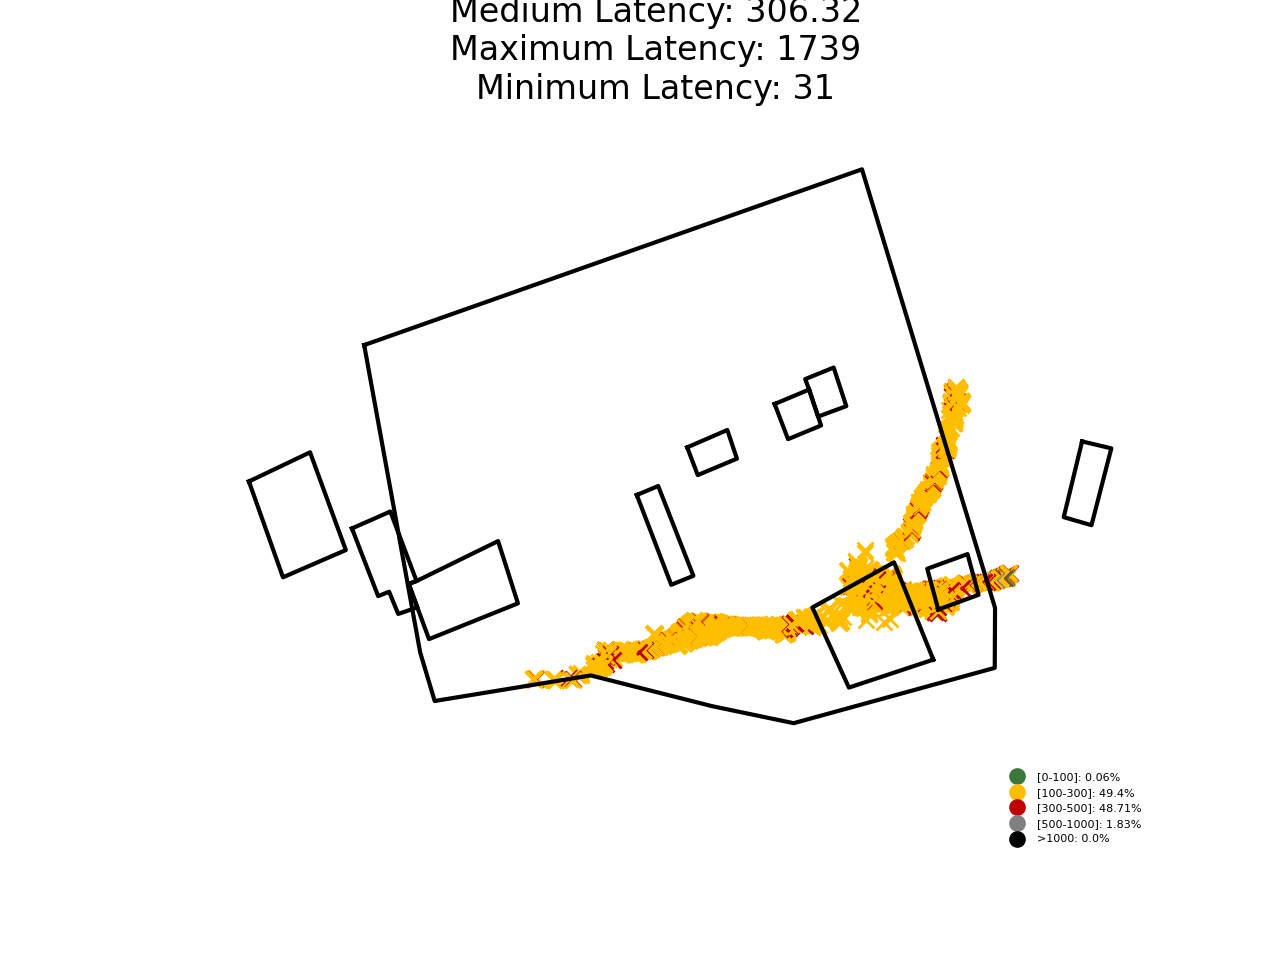 Medium Latency: 306.32
Maximum Latency: 1739
Minimum Latency: 31
[0-100]: 0.06%
[100-300]: 49.4%
[300-500]: 48.71%
[500-1000]: 1.83%
>1000: 0.0%